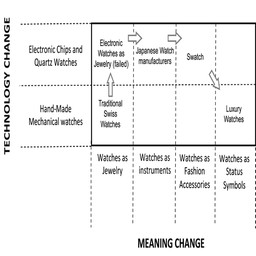 TECHNOLOGY CHANGE
Electronic Chips and
Quartz Watches
Electronic
Watches as
Jewelry (failed)
Japanese Watch
manufacturers
Swatch
Hand-Made
Mechanical watches
Traditional
Swiss
Watches
Luxury
Watches
Watches as
Jewelry
Watches as
instruments
Watches as
Fashion
Accessories
Watches as
Status
Symbols
MEANING CHANGE